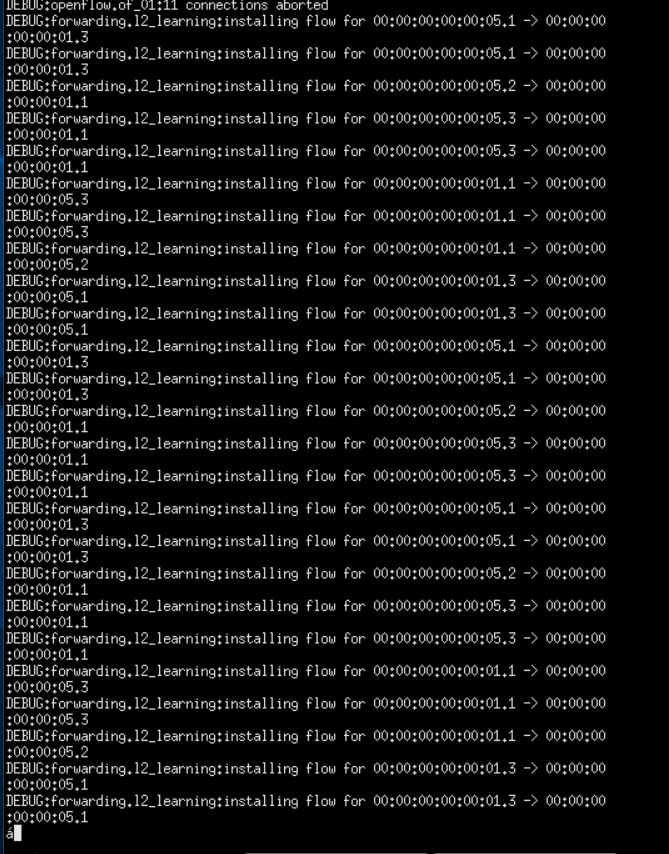 DEBUG:openflow.of_01:11 connections aborted
DEBUG:forwarding.l2_learning:installing flow for 00:00:00:00:00:05.1 -> 00:00:00
:00:00:01.3
DEBUG:forwarding.l2_learning:installing flow for 00:00:00:00:00:05.1 -> 00:00:00
:00:00:01.3
DEBUG:forwarding.l2_learning:installing flow for 00:00:00:00:00:05.2 -> 00:00:00
:00:00:01.1
DEBUG:forwarding.l2_learning:installing flow for 00:00:00:00:00:05.3 -> 00:00:00
:00:00:01.1
DEBUG:forwarding.l2_learning:installing flow for 00:00:00:00:00:05.3 -> 00:00:00
:00:00:01.1
DEBUG:forwarding.l2_learning:installing flow for 00:00:00:00:00:01.1 -> 00:00:00
:00:00:05.3
DEBUG:forwarding.l2_learning:installing flow for 00:00:00:00:00:01.1 -> 00:00:00
:00:00:05.3
DEBUG:forwarding.l2_learning:installing flow for 00:00:00:00:00:01.1 -> 00:00:00
:00:00:05.2
DEBUG:forwarding.l2_learning:installing flow for 00:00:00:00:00:01.3 -> 00:00:00
:00:00:05.1
DEBUG:forwarding.l2_learning:installing flow for 00:00:00:00:00:01.3 -> 00:00:00
:00:00:05.1
DEBUG:forwarding.l2_learning:installing flow for 00:00:00:00:00:05.1 -> 00:00:00
:00:00:01.3
DEBUG:forwarding.l2_learning:installing flow for 00:00:00:00:00:05.1 -> 00:00:00
:00:00:01.3
DEBUG:forwarding.l2_learning:installing flow for 00:00:00:00:00:05.2 -> 00:00:00
:00:00:01.1
DEBUG:forwarding.l2_learning:installing flow for 00:00:00:00:00:05.3 -> 00:00:00
:00:00:01.1
DEBUG:forwarding.l2_learning:installing flow for 00:00:00:00:00:05.3 -> 00:00:00
:00:00:01.1
DEBUG:forwarding.l2_learning:installing flow for 00:00:00:00:00:05.1 -> 00:00:00
:00:00:01.3
DEBUG:forwarding.l2_learning:installing flow for 00:00:00:00:00:05.1 -> 00:00:00
:00:00:01.3
DEBUG:forwarding.l2_learning:installing flow for 00:00:00:00:00:05.2 -> 00:00:00
:00:00:01.1
DEBUG:forwarding.l2_learning:installing flow for 00:00:00:00:00:05.3 -> 00:00:00
:00:00:01.1
DEBUG:forwarding.l2_learning:installing flow for 00:00:00:00:00:05.3 -> 00:00:00
:00:00:01.1
DEBUG:forwarding.l2_learning:installing flow for 00:00:00:00:00:01.1 -> 00:00:00
:00:00:05.3
DEBUG:forwarding.l2_learning:installing flow for 00:00:00:00:00:01.1 -> 00:00:00
:00:00:05.3
DEBUG:forwarding.l2_learning:installing flow for 00:00:00:00:00:01.1 -> 00:00:00
:00:00:05.2
DEBUG:forwarding.l2_learning:installing flow for 00:00:00:00:00:01.3 -> 00:00:00
:00:00:05.1
DEBUG:forwarding.l2_learning:installing flow for 00:00:00:00:00:01.3 -> 00:00:00
:00:00:05.1
á